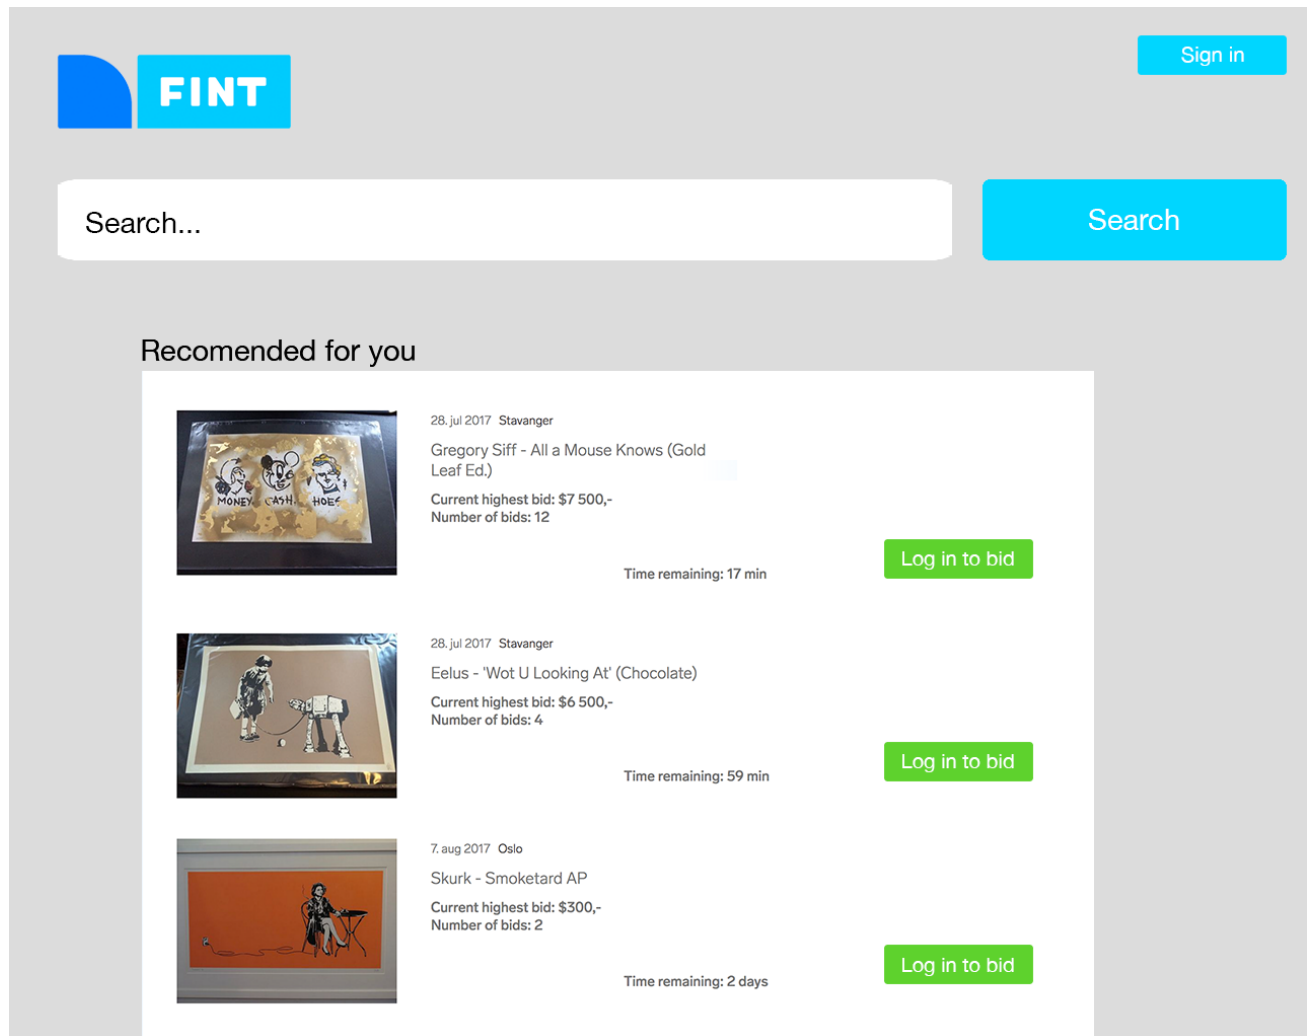 FINT
Sign in
Search...
Search
Recomended for you
28. jul 2017 Stavanger
Gregory Siff - All a Mouse Knows (Gold
Leaf Ed.)
Current highest bid: $7 500,-
Number of bids: 12
Time remaining: 17 min
Log in to bid
MONEY. CASH. HOES
28. jul 2017 Stavanger
Eelus - 'Wot U Looking At' (Chocolate)
Current highest bid: $6 500,-
Number of bids: 4
Time remaining: 59 min
Log in to bid
7. aug 2017 Oslo
Skurk - Smoketard AP
Current highest bid: $300,-
Number of bids: 2
Time remaining: 2 days
Log in to bid